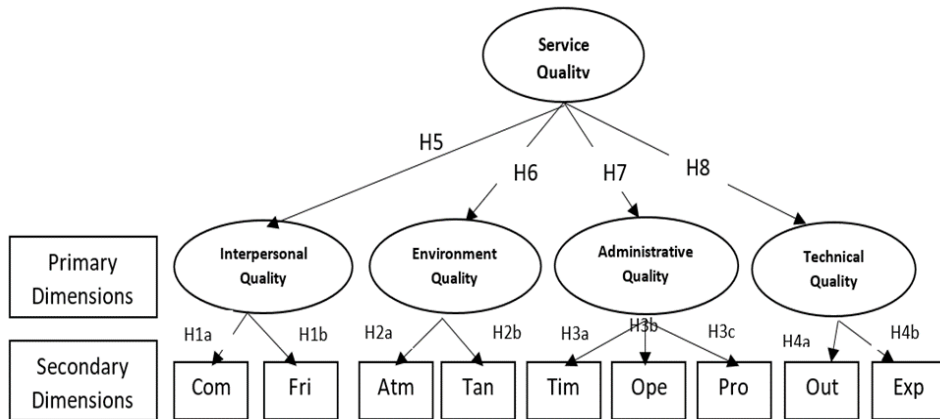 Service
Quality
H5
H6
H7
H8
Primary
Dimensions
Interpersonal
Quality
Environment
Quality
Administrative
Quality
Technical
Quality
H1a
H1b
H2a
H2b
H3a
H3b
H3c
H4a
H4b
Secondary
Dimensions
Com
Fri
Atm
Tan
Tim
Ope
Pro
Out
Exp